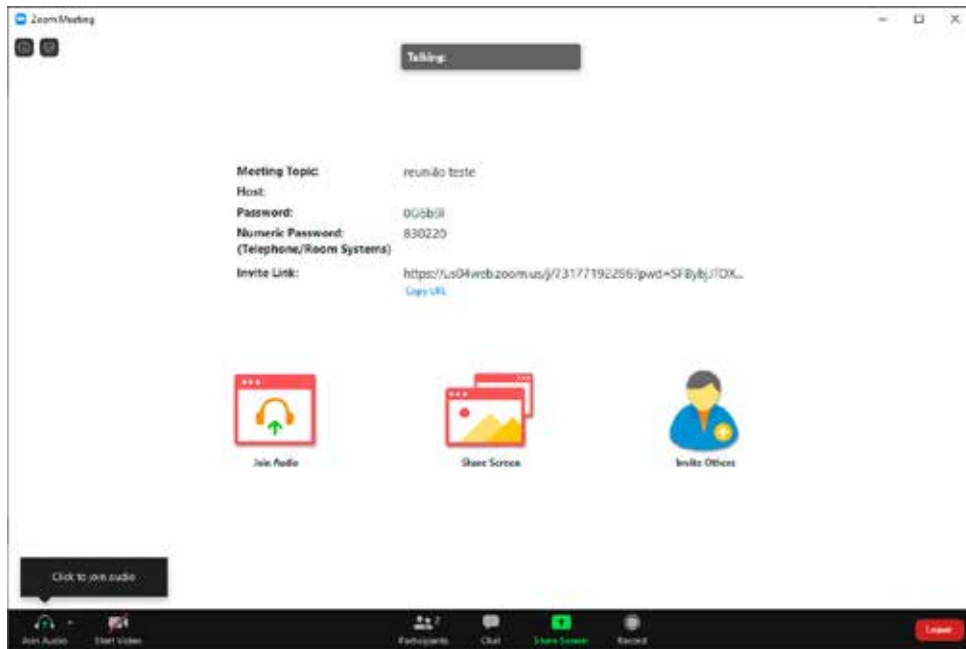 Zoom Meeting
Talking:
Meeting Topic: reunião teste
Host:
Password:
Numeric Password: 830220
(Telephone/Room Systems)
Invite Link:
Copy URL
Join Audio Share Screen Invite Others
Click to join audio
Join Audio Start Video Participants 2 Chat Share Screen Record Leave